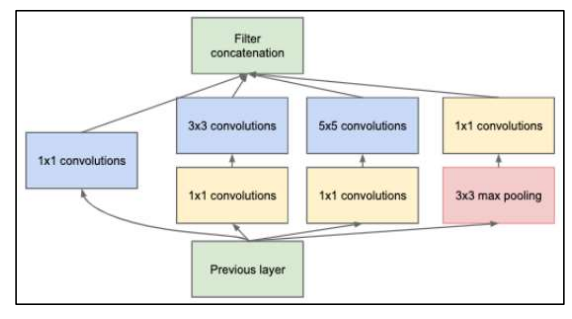 Filter
concatenation
3x3 convolutions
5x5 convolutions
1x1 convolutions
1x1 convolutions
1x1 convolutions
1x1 convolutions
3x3 max pooling
Previous layer